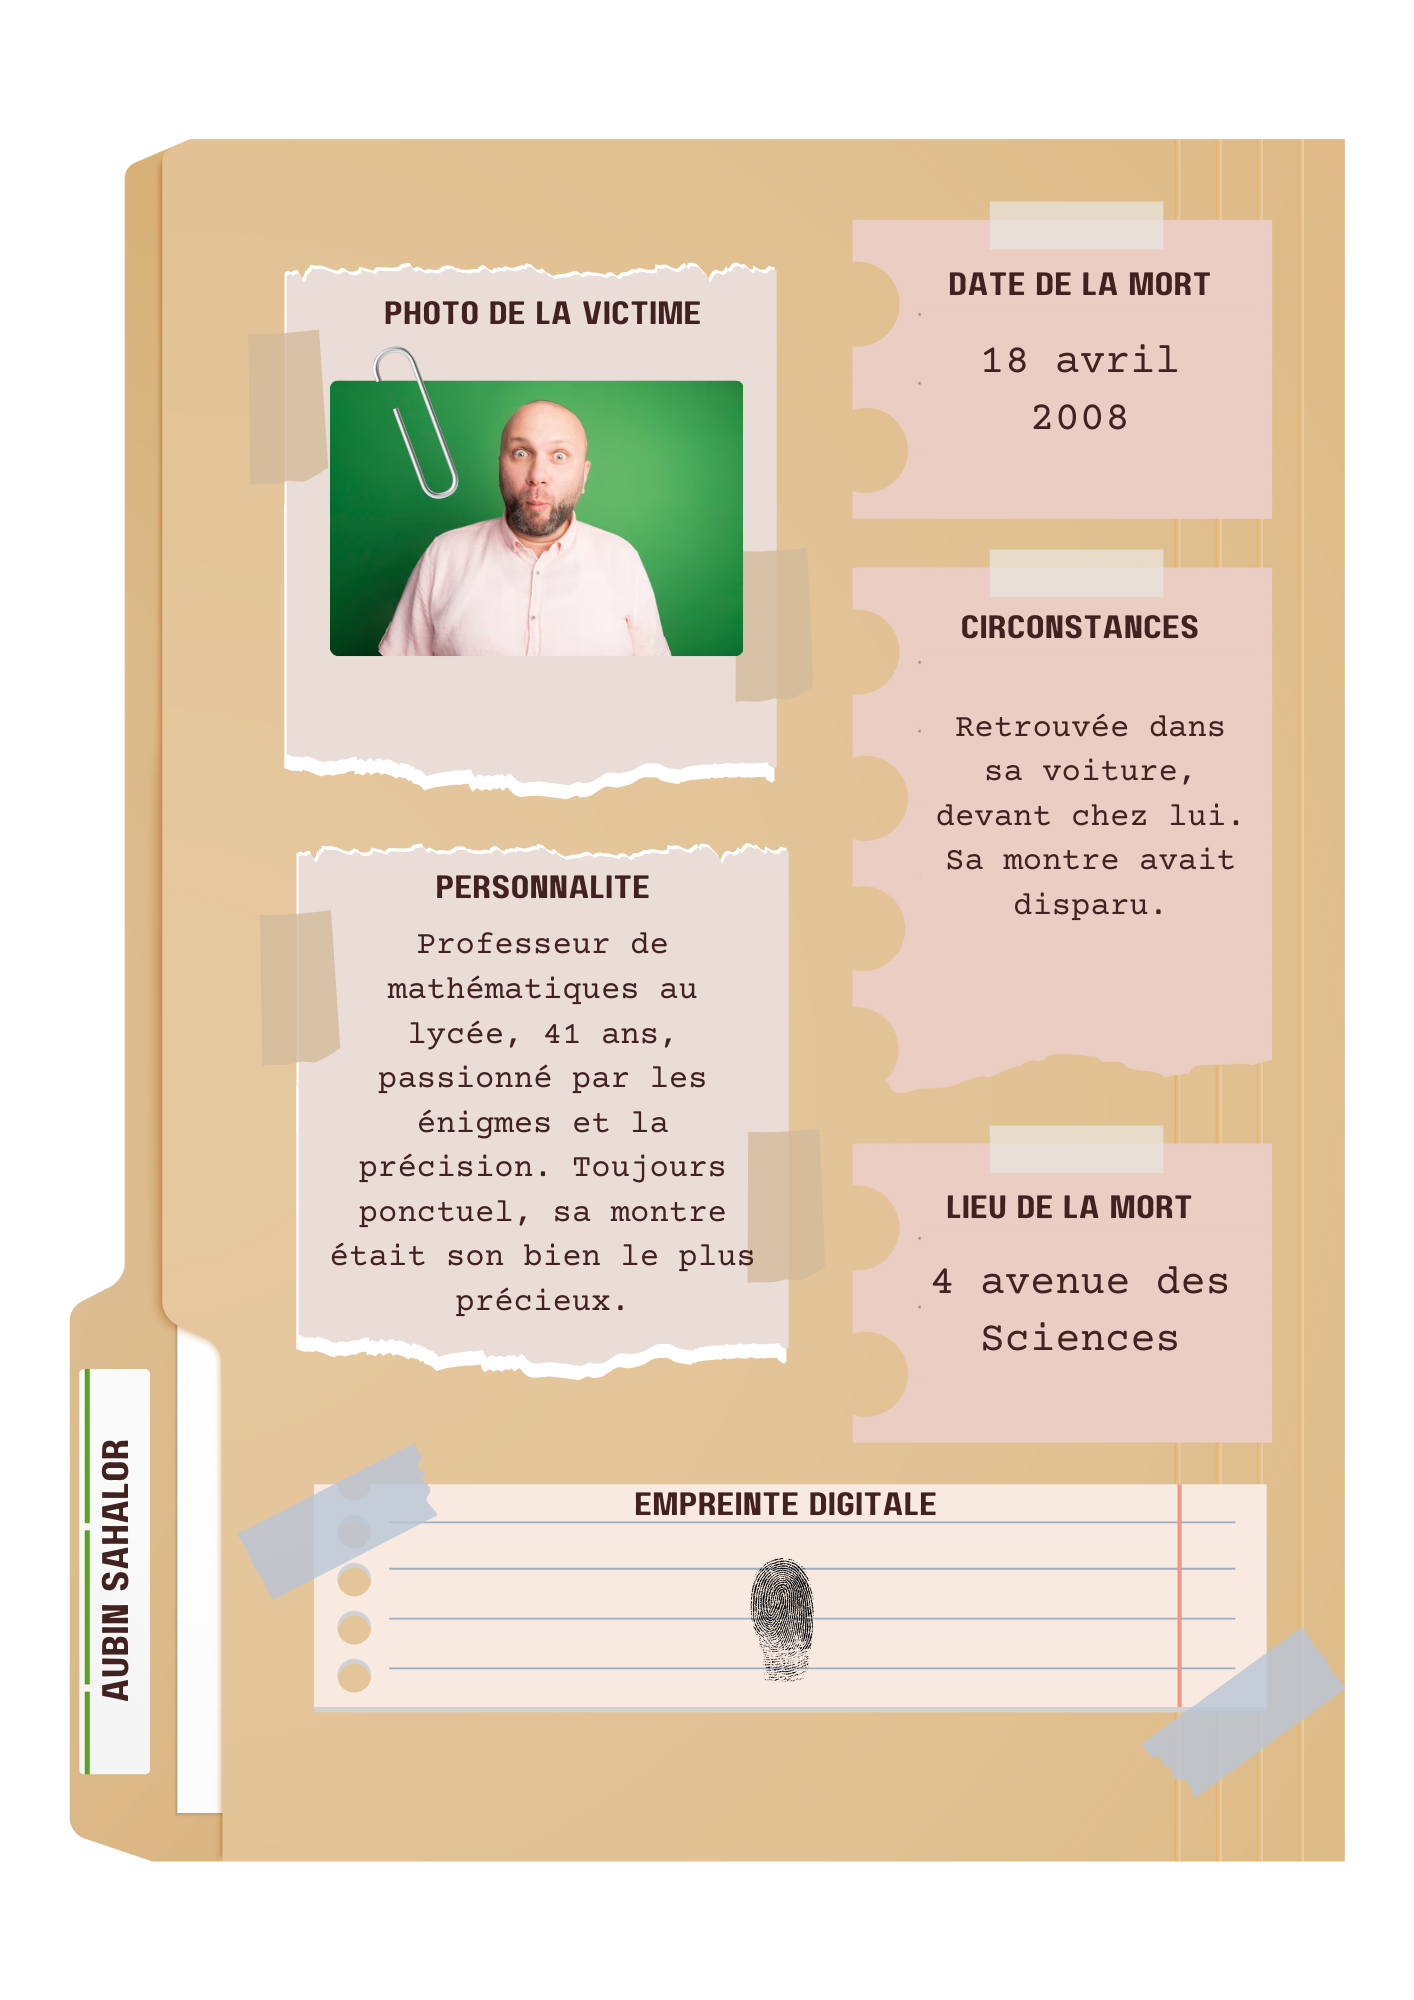 PHOTO DE LA VICTIME
PERSONNALITE
Professeur de
mathématiques au
lycée, 41 ans,
passionné par les
énigmes et la
précision. Toujours
ponctuel, sa montre
était son bien le plus
précieux.
DATE DE LA MORT
18 avril
2008
CIRCONSTANCES
Retrouvée dans
sa voiture,
devant chez lui.
Sa montre avait
disparu.
LIEU DE LA MORT
4 avenue des
Sciences
EMPREINTE DIGITALE
AUBIN SAHALOR